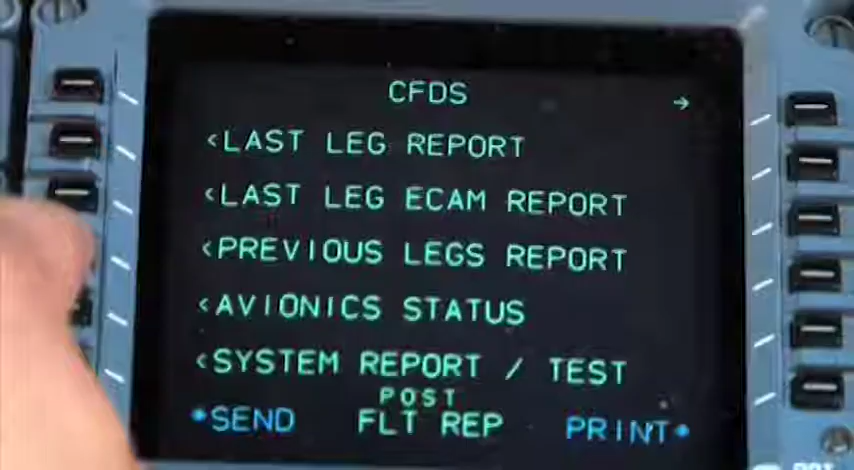 CFDS →
<LAST LEG REPORT
<LAST LEG ECAM REPORT
<PREVIOUS LEGS REPORT
<AVIONICS STATUS
<SYSTEM REPORT / TEST
POST
*SEND FLT REP PRINT*